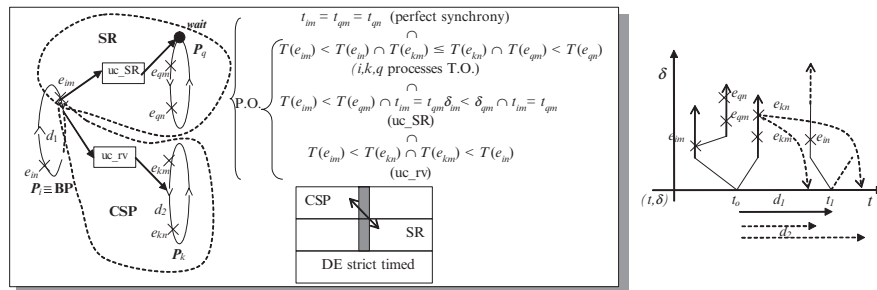 wait
SR
P_q
uc_SR
e_im
e_qm
e_qn
d_1
e_in
P_i ≡ BP
uc_rv
CSP
e_km
d_2
e_kn
P_k
P.O.
t_im = t_qm = t_qn (perfect synchrony)
∩
T(e_im) < T(e_in) ∩ T(e_km) ≤ T(e_kn) ∩ T(e_qm) < T(e_qn)
(i,k,q processes T.O.)
∩
T(e_im) < T(e_qm) ∩ t_im = t_qm δ_im < δ_qm ∩ t_im = t_qm
(uc_SR)
∩
T(e_im) < T(e_kn) ∩ T(e_km) < T(e_in)
(uc_rv)
CSP
SR
DE strict timed
δ
e_qn
e_kn
e_qm
e_im
e_km
e_in
(t,δ)
t_o
d_1
t_1
t
d_2